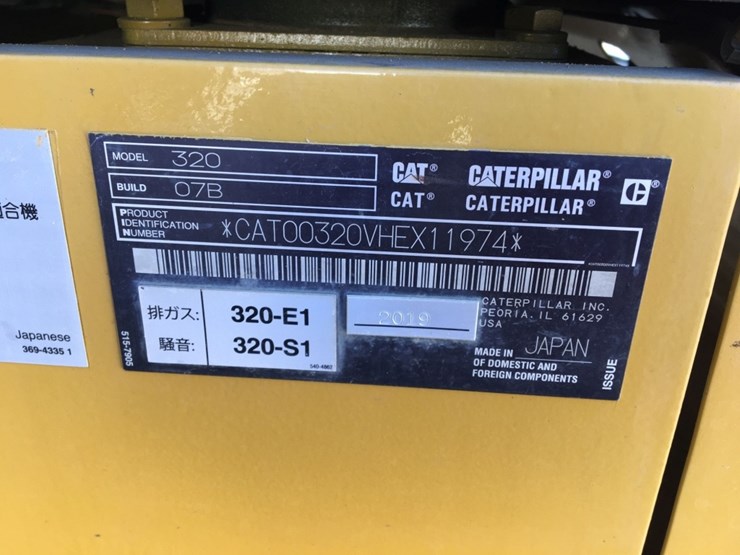 合機
Japanese
369-4335 1
MODEL 320
BUILD 07B
CAT® CATERPILLAR®
CAT® CATERPILLAR®
PRODUCT
IDENTIFICATION
NUMBER
*CAT00320VHEX11974*
排ガス: 320-E1
騒音: 320-S1
540-4862
515-7905
2019
CATERPILLAR INC.
PEORIA, IL 61629
USA
MADE IN JAPAN
OF DOMESTIC AND
FOREIGN COMPONENTS
ISSUE